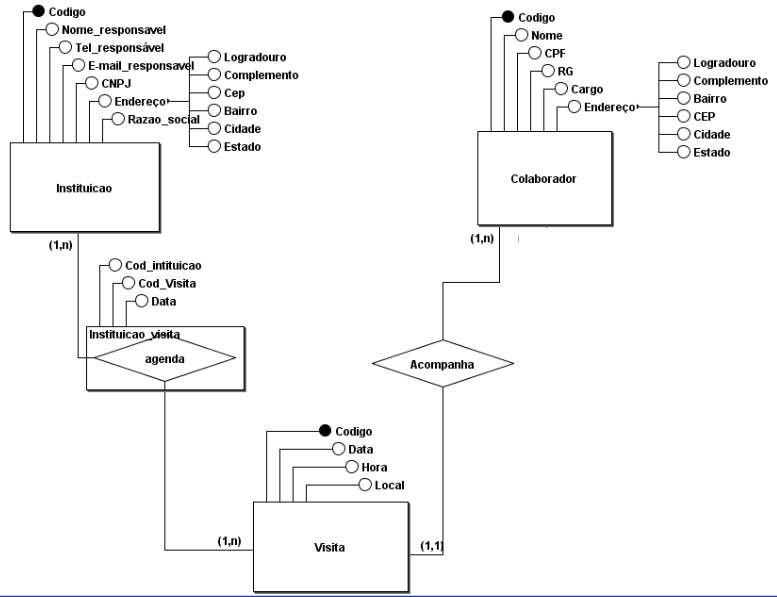 Codigo
Nome_responsavel
Tel_responsável
E-mail_responsavel
CNPJ
Endereço
Razao_social
Logradouro
Complemento
Cep
Bairro
Cidade
Estado
Instituicao
(1,n)
Codigo
Nome
CPF
RG
Cargo
Endereço
Logradouro
Complemento
Bairro
CEP
Cidade
Estado
Colaborador
(1,n)
Cod_intituicao
Cod_Visita
Data
Instituicao_visita
agenda
Acompanha
Codigo
Data
Hora
Local
(1,n)
Visita
(1,1)